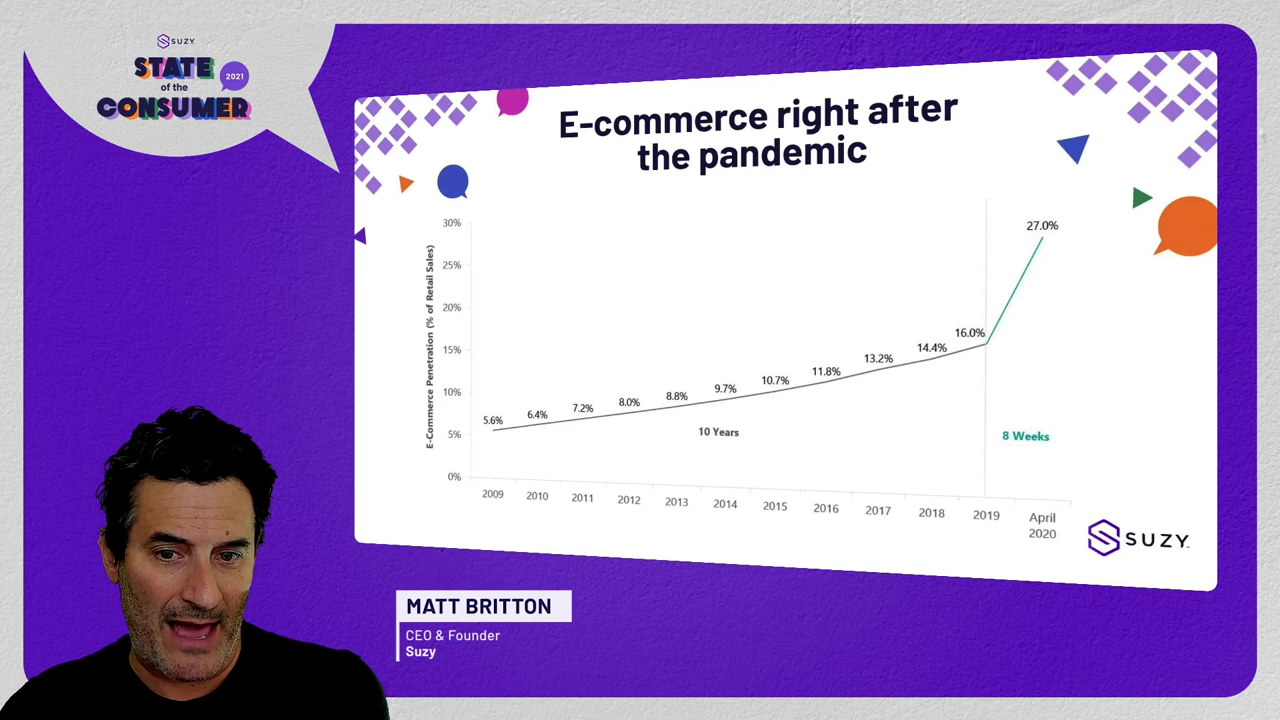 SUZY
STATE
2021
of the
CONSUMER
E-commerce right after
the pandemic
E-Commerce Penetration (% of Retail Sales)
30%
25%
20%
15%
10%
5%
0%
5.6%
6.4%
7.2%
8.0%
8.8%
9.7%
10.7%
11.8%
13.2%
14.4%
16.0%
27.0%
10 Years
8 Weeks
2009
2010
2011
2012
2013
2014
2015
2016
2017
2018
2019
April
2020
SUZY
MATT BRITTON
CEO & Founder
Suzy